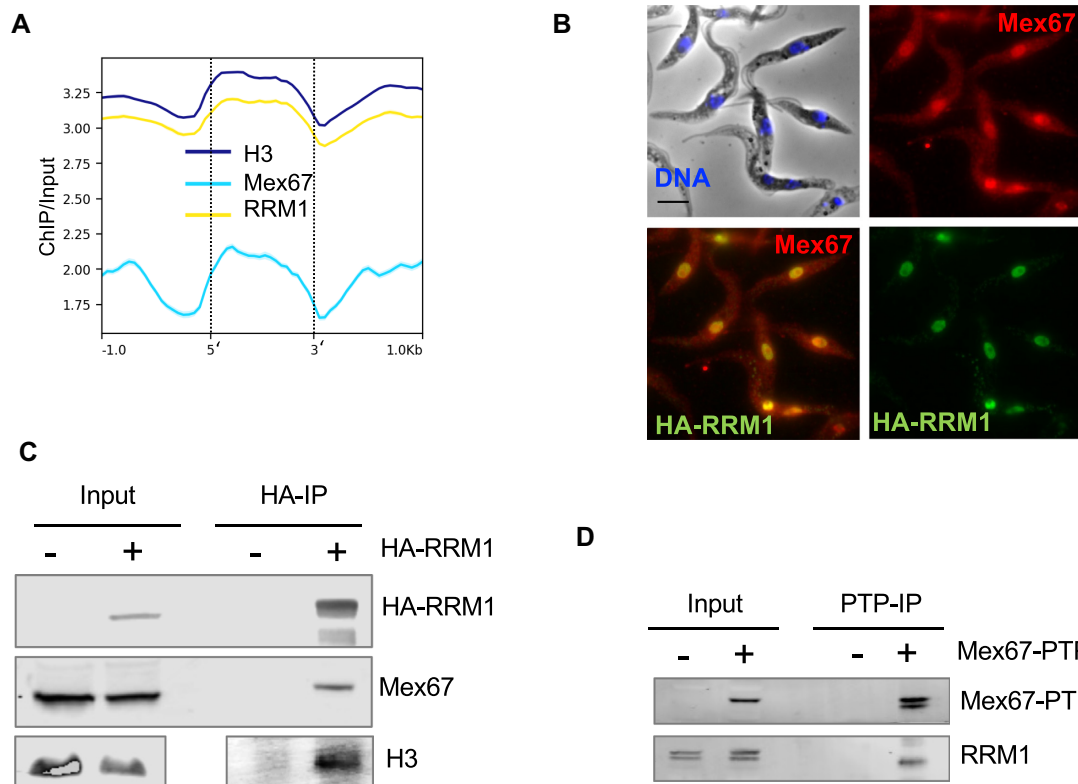 A
ChIP/Input
3.25
3.00
2.75
2.50
2.25
2.00
1.75
H3
Mex67
RRM1
-1.0
5′
3′
1.0Kb
B
Mex67
DNA
Mex67
HA-RRM1
HA-RRM1
C
Input
HA-IP
- + - + HA-RRM1
HA-RRM1
Mex67
H3
D
Input
PTP-IP
- + - + Mex67-PTP
Mex67-PT
RRM1